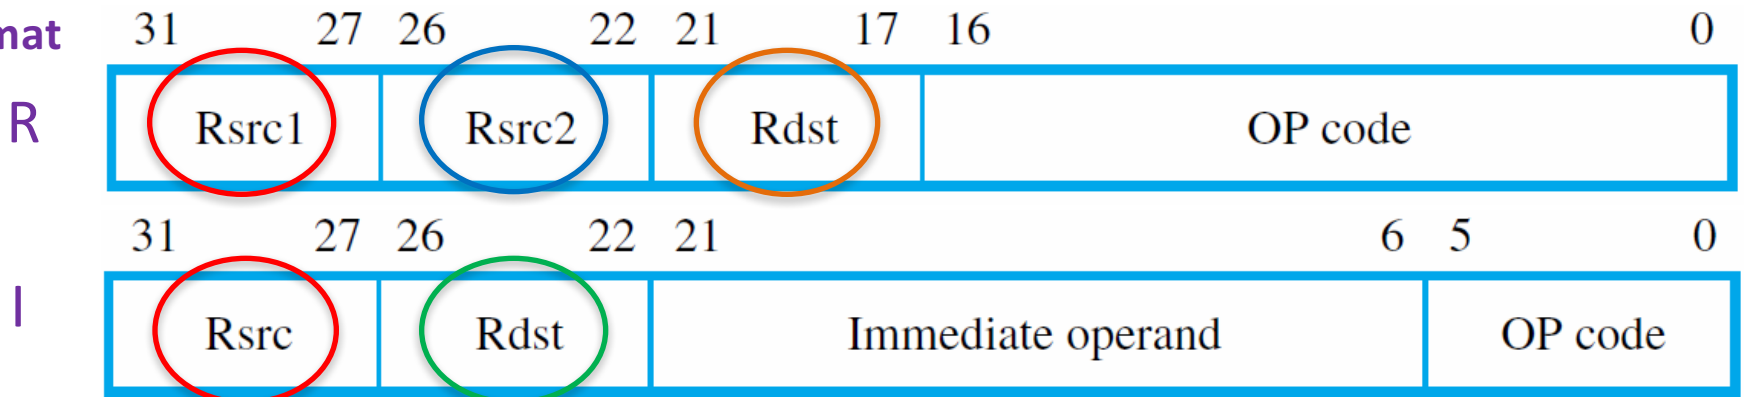 mat 31 27 26 22 21 17 16 0
R Rsrc1 Rsrc2 Rdst OP code
31 27 26 22 21 6 5 0
I Rsrc Rdst Immediate operand OP code